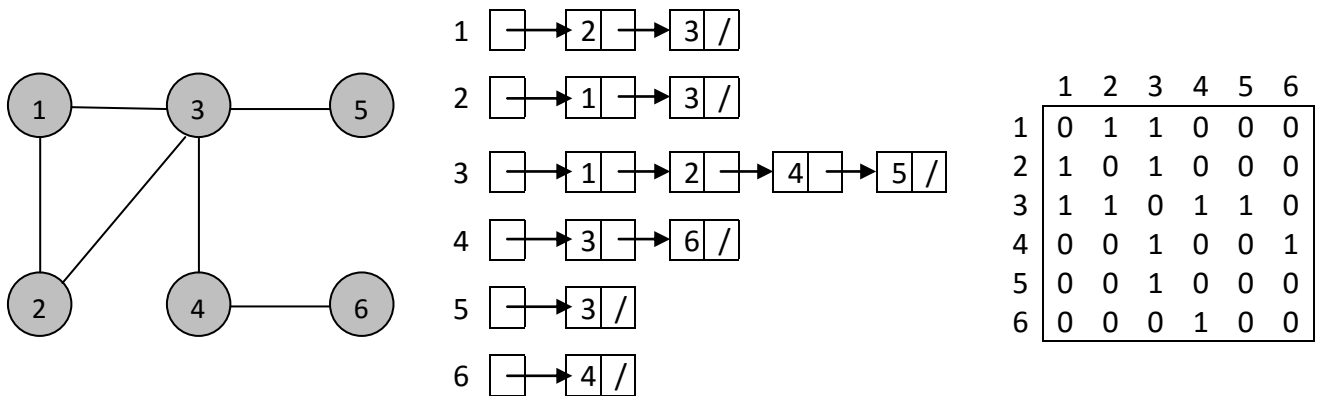 1 3 5
2 4 6
1 2 3 /
2 1 3 /
3 1 2 4 5 /
4 3 6 /
5 3 /
6 4 /
1 2 3 4 5 6
1 0 1 1 0 0 0
2 1 0 1 0 0 0
3 1 1 0 1 1 0
4 0 0 1 0 0 1
5 0 0 1 0 0 0
6 0 0 0 1 0 0